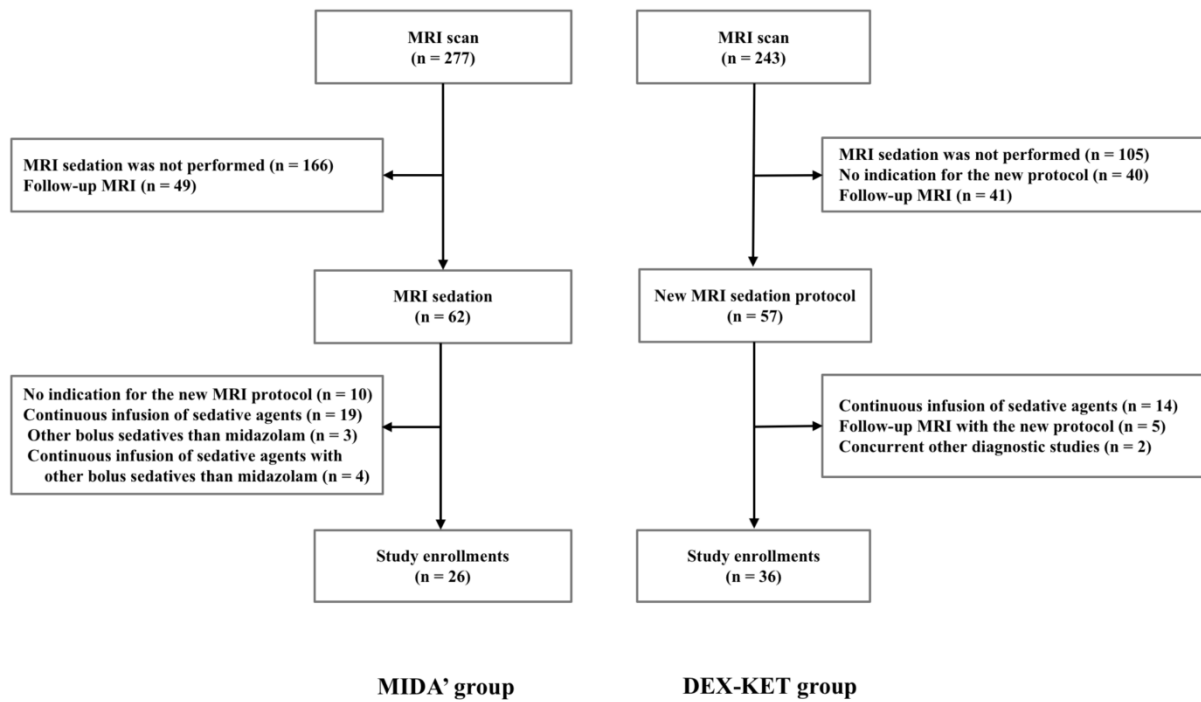 MRI scan
(n = 277)
MRI scan
(n = 243)
MRI sedation was not performed (n = 166)
Follow-up MRI (n = 49)
MRI sedation was not performed (n = 105)
No indication for the new protocol (n = 40)
Follow-up MRI (n = 41)
MRI sedation
(n = 62)
New MRI sedation protocol
(n = 57)
No indication for the new MRI protocol (n = 10)
Continuous infusion of sedative agents (n = 19)
Other bolus sedatives than midazolam (n = 3)
Continuous infusion of sedative agents with
other bolus sedatives than midazolam (n = 4)
Continuous infusion of sedative agents (n = 14)
Follow-up MRI with the new protocol (n = 5)
Concurrent other diagnostic studies (n = 2)
Study enrollments
(n = 26)
Study enrollments
(n = 36)
MIDA’ group
DEX-KET group